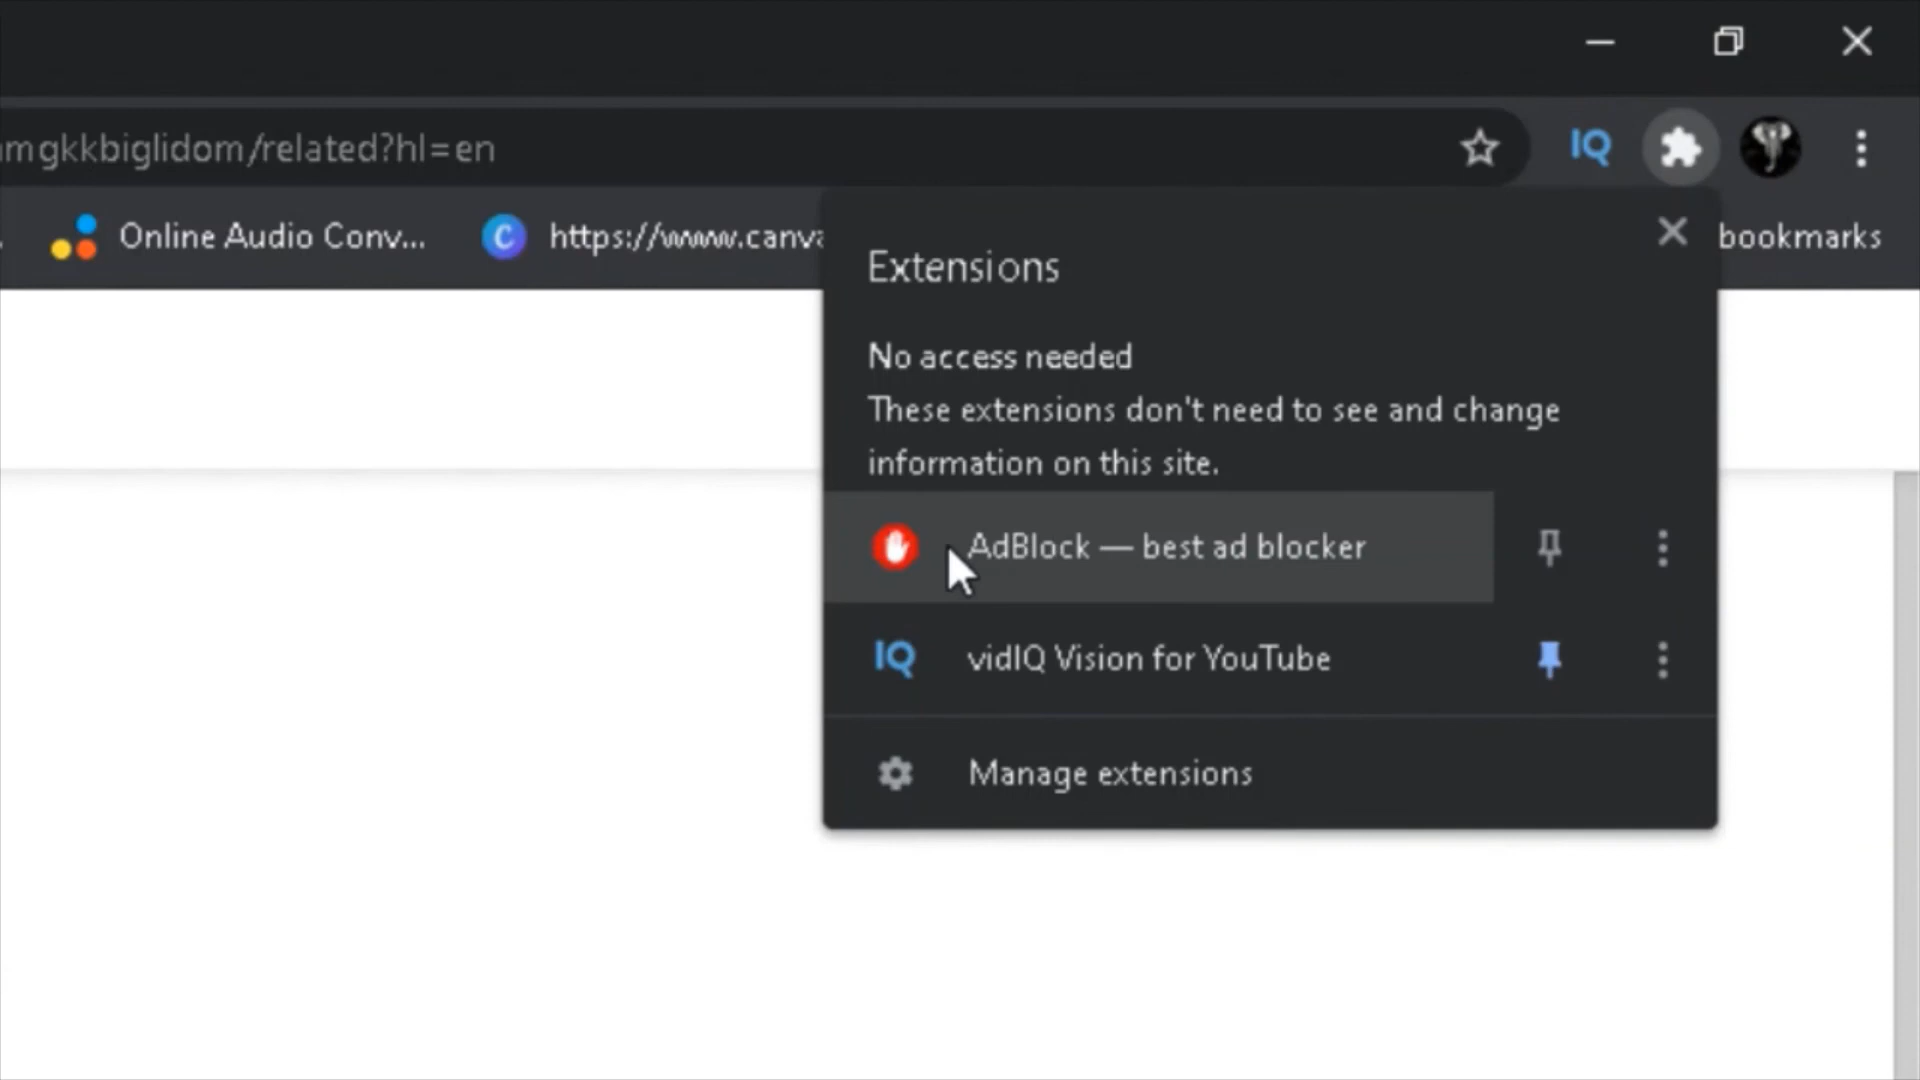 mgkkbiglidom/related?hl=en
IQ
Online Audio Conv...
C
https://www.canva
bookmarks
Extensions
No access needed
These extensions don't need to see and change
information on this site.
AdBlock — best ad blocker
IQ vidIQ Vision for YouTube
Manage extensions